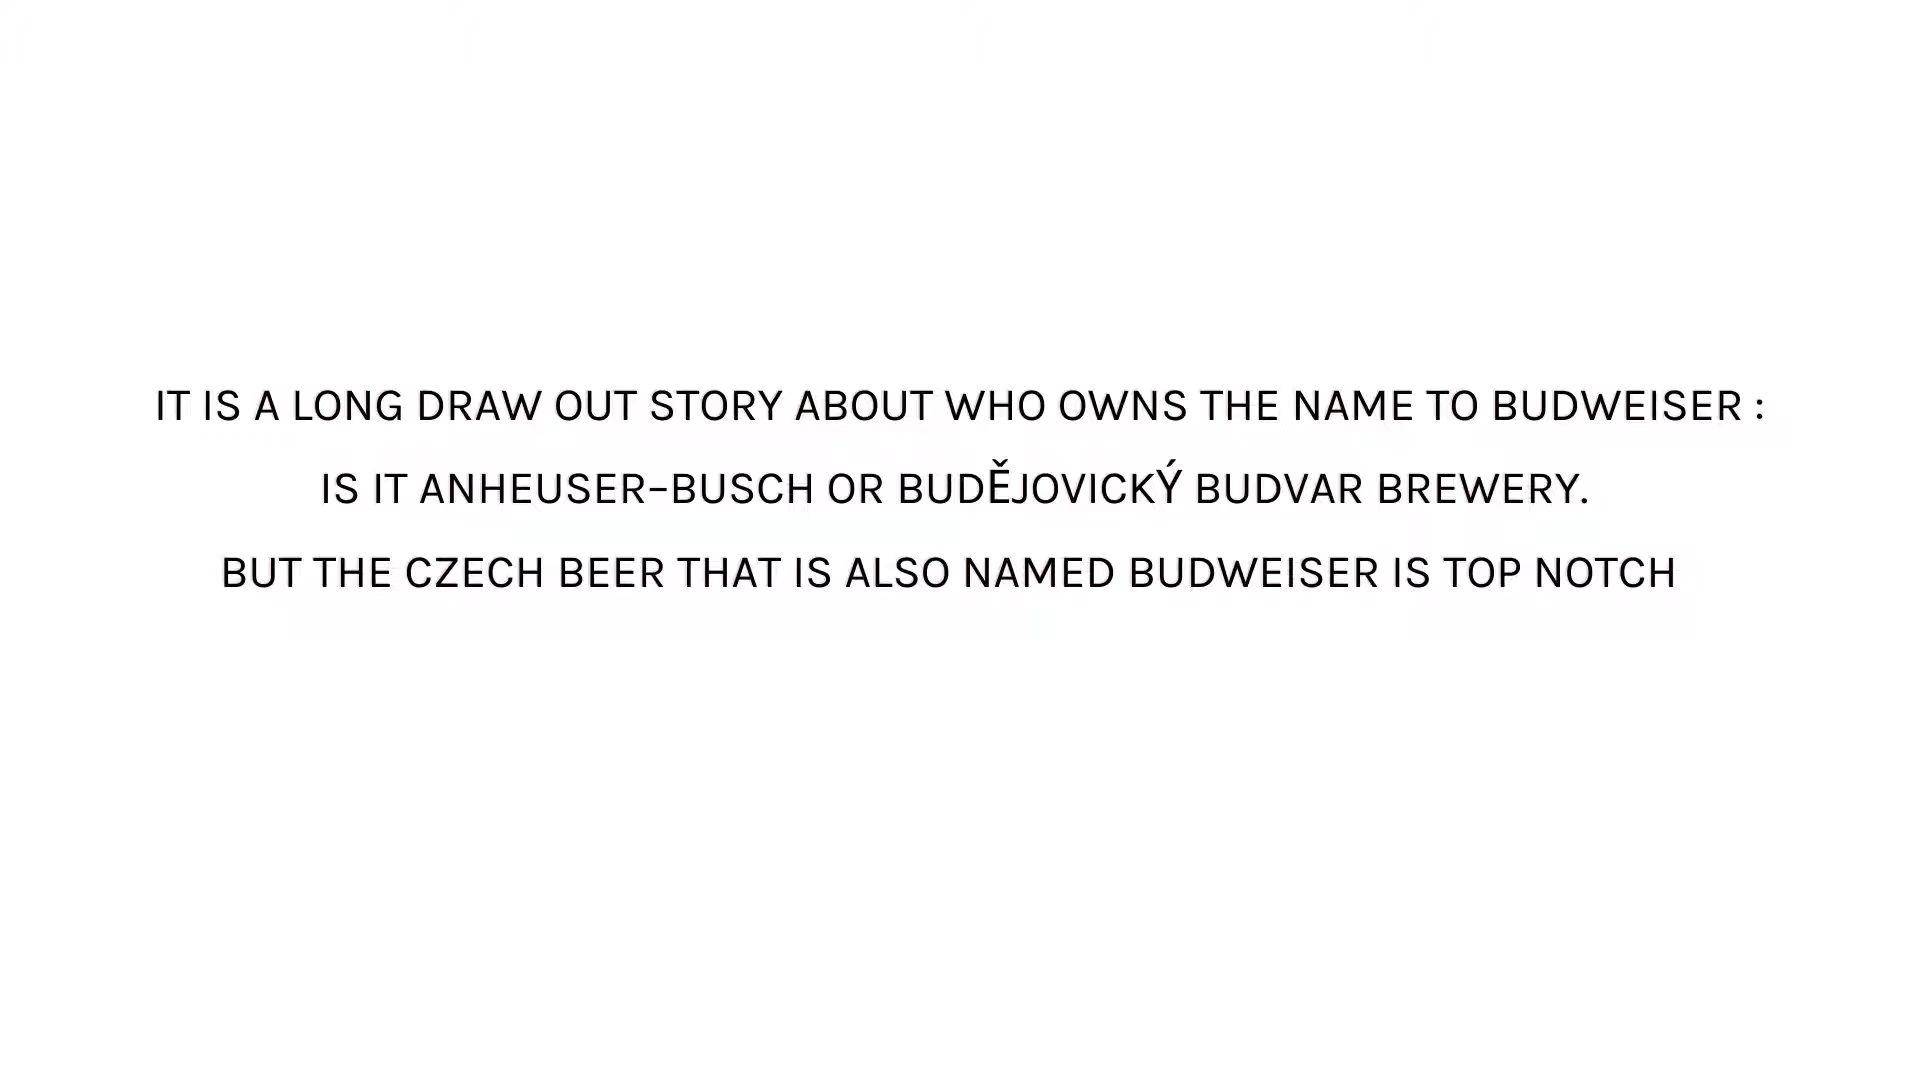 IT IS A LONG DRAW OUT STORY ABOUT WHO OWNS THE NAME TO BUDWEISER :
IS IT ANHEUSER-BUSCH OR BUDĚJOVICKÝ BUDVAR BREWERY.
BUT THE CZECH BEER THAT IS ALSO NAMED BUDWEISER IS TOP NOTCH